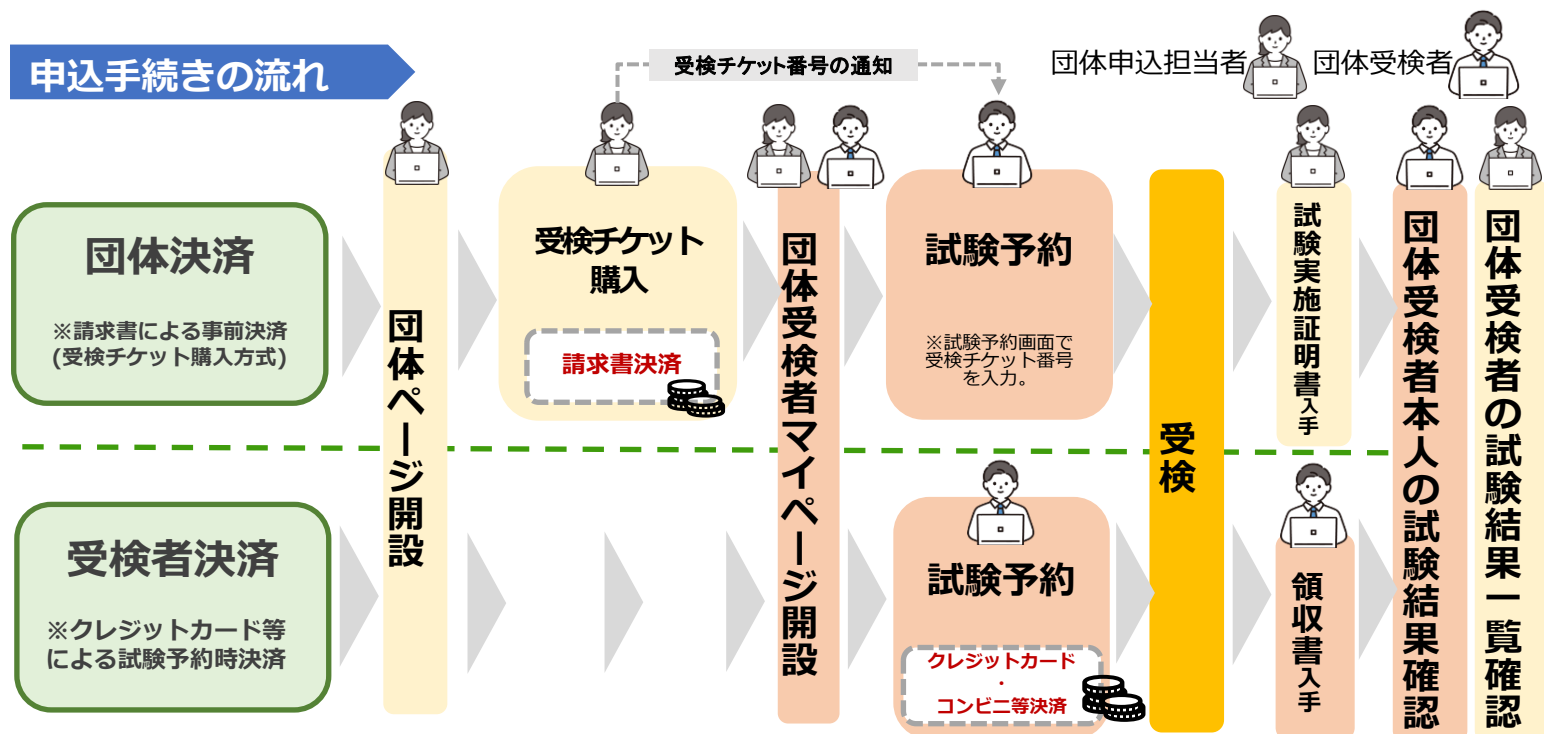 申込手続きの流れ
受検チケット番号の通知
団体申込担当者
団体受検者
団体決済
※請求書による事前決済
(受検チケット購入方式)
団体ページ開設
受検チケット
購入
請求書決済
団体受検者マイページ開設
試験予約
※試験予約画面で
受検チケット番号
を入力。
受検
試験実施証明書入手
団体受検者本人の試験結果確認
団体受検者の試験結果一覧確認
受検者決済
※クレジットカード等
による試験予約時決済
試験予約
クレジットカード
・
コンビニ等決済
領収書入手